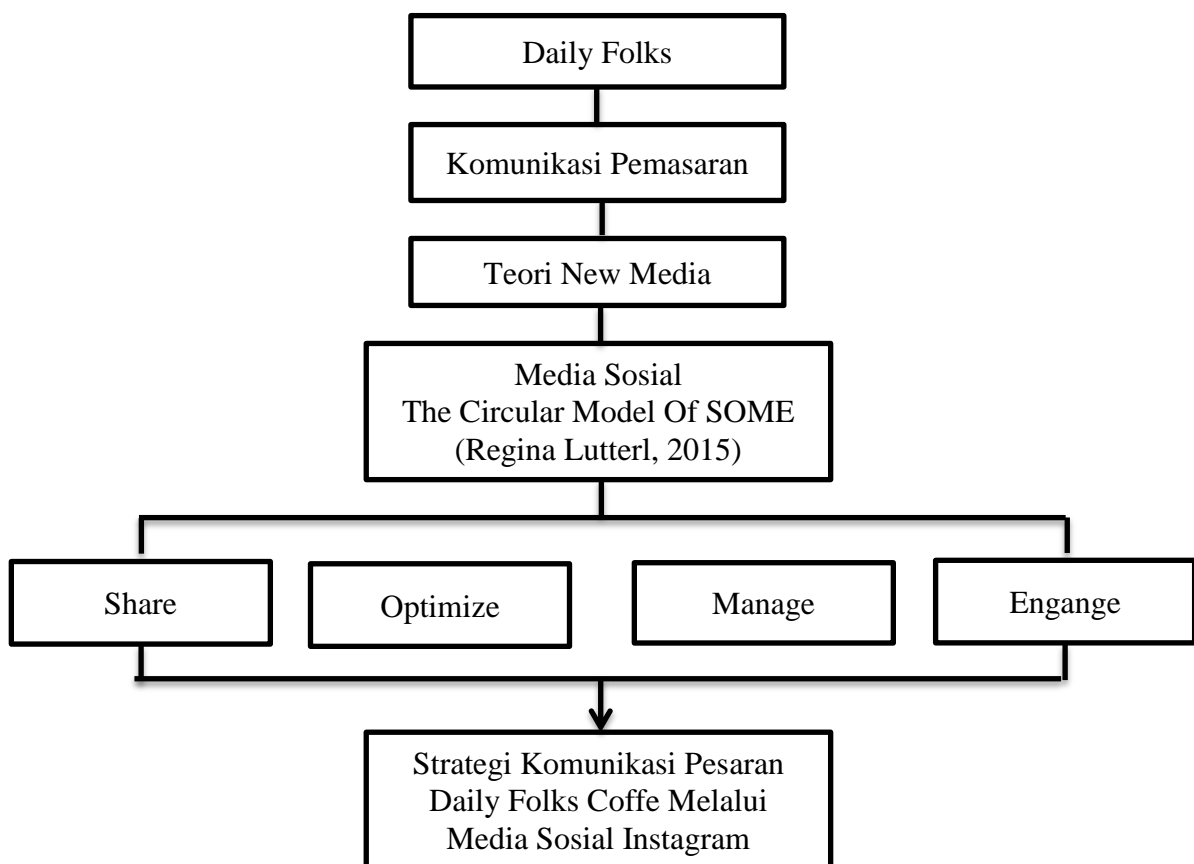 Daily Folks
Komunikasi Pemasaran
Teori New Media
Media Sosial
The Circular Model Of SOME
(Regina Lutterl, 2015)
Share
Optimize
Manage
Engange
Strategi Komunikasi Pesaran
Daily Folks Coffe Melalui
Media Sosial Instagram